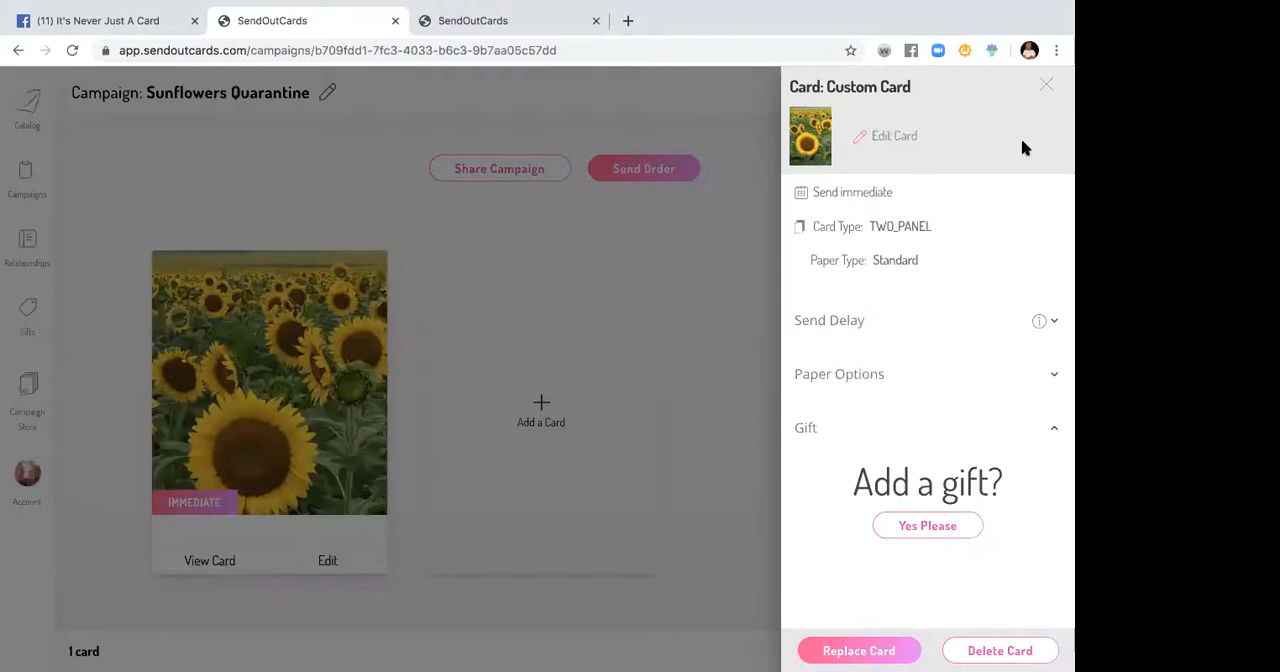 (11) It's Never Just A Card
SendOutCards
SendOutCards
app.sendoutcards.com/campaigns/b709fdd1-7fc3-4033-b6c3-9b7aa05c57dd
Campaign: Sunflowers Quarantine
Catalog
Campaigns
Relationships
Gifts
Campaign
Store
Account
Share Campaign
Send Order
IMMEDIATE
View Card
Edit
Add a Card
1 card
Card: Custom Card
Edit Card
Send immediate
Card Type: TWO_PANEL
Paper Type: Standard
Send Delay
Paper Options
Gift
Add a gift?
Yes Please
Replace Card
Delete Card